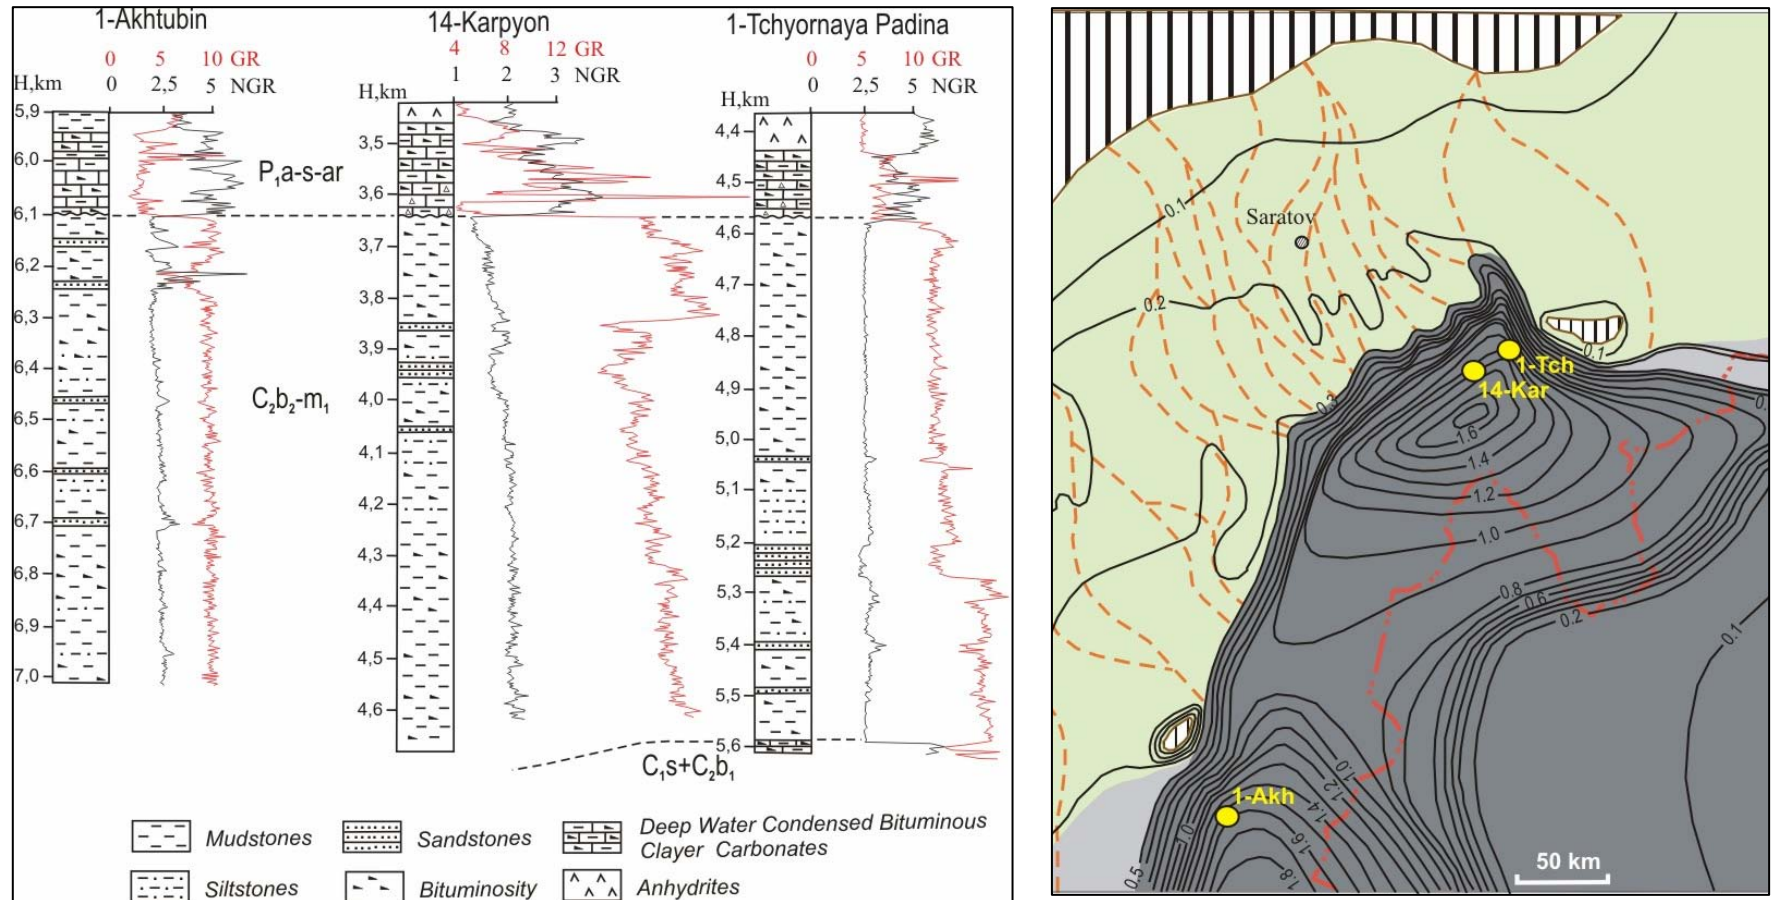 1-Akhtubin
0 5 10 GR
0 2,5 5 NGR
H,km
5,9
6,0
6,1
6,2
6,3
6,4
6,5
6,6
6,7
6,8
6,9
7,0
P₁a-s-ar
C₂b₂-m₁
14-Karpyon
4 8 12 GR
1 2 3 NGR
H,km
3,5
3,6
3,7
3,8
3,9
4,0
4,1
4,2
4,3
4,4
4,5
4,6
1-Tchyornaya Padina
0 5 10 GR
0 2,5 5 NGR
H,km
4,4
4,5
4,6
4,7
4,8
4,9
5,0
5,1
5,2
5,3
5,4
5,5
5,6
C₁s+C₂b₁
Mudstones
Sandstones
Deep Water Condensed Bituminous
Clayer Carbonates
Siltstones
Bituminosity
Anhydrites
0.1
Saratov
0.2
0.1
1-Tch
14-Kar
0.3
1.6
1.4
1.2
1.0
0.8
0.6
0.2
0.1
1-Akh
1.0
1.2
1.4
1.0
1.6
1.8
0.5
50 km